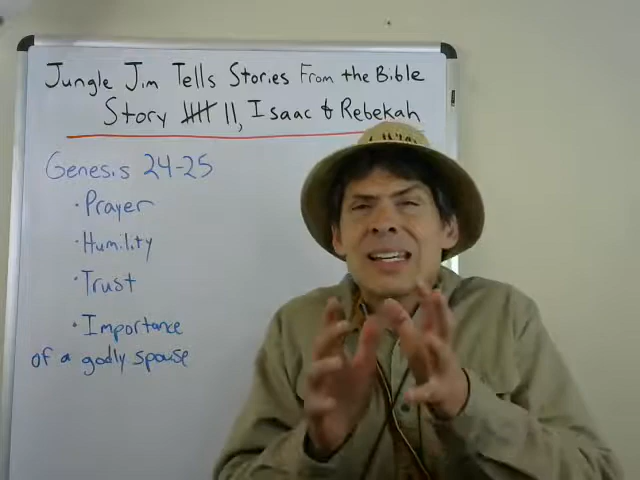 Jungle Jim Tells Stories From the Bible
Story 卌 II, Isaac & Rebekah
Genesis 24-25
• Prayer
• Humility
• Trust
• Importance
of a godly spouse